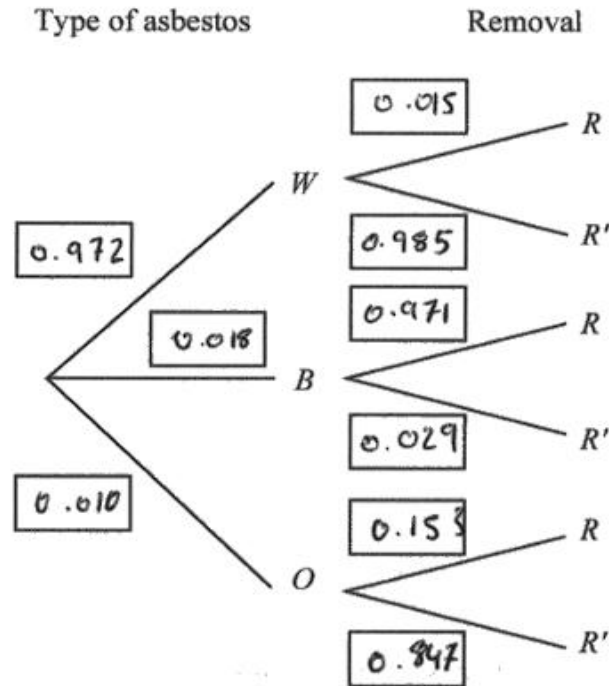 Type of asbestos Removal
0.015
R
W
0.972
0.985
R'
0.971
0.018
R
B
0.029
R'
0.010
0.153
R
O
0.847
R'